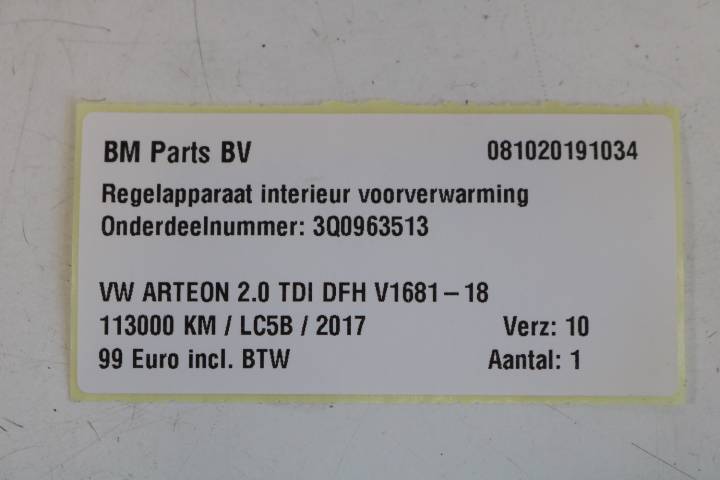 BM Parts BV 081020191034
Regelapparaat interieur voorverwarming
Onderdeelnummer: 3Q0963513
VW ARTEON 2.0 TDI DFH V1681-18
113000 KM / LC5B / 2017 Verz: 10
99 Euro incl. BTW Aantal: 1